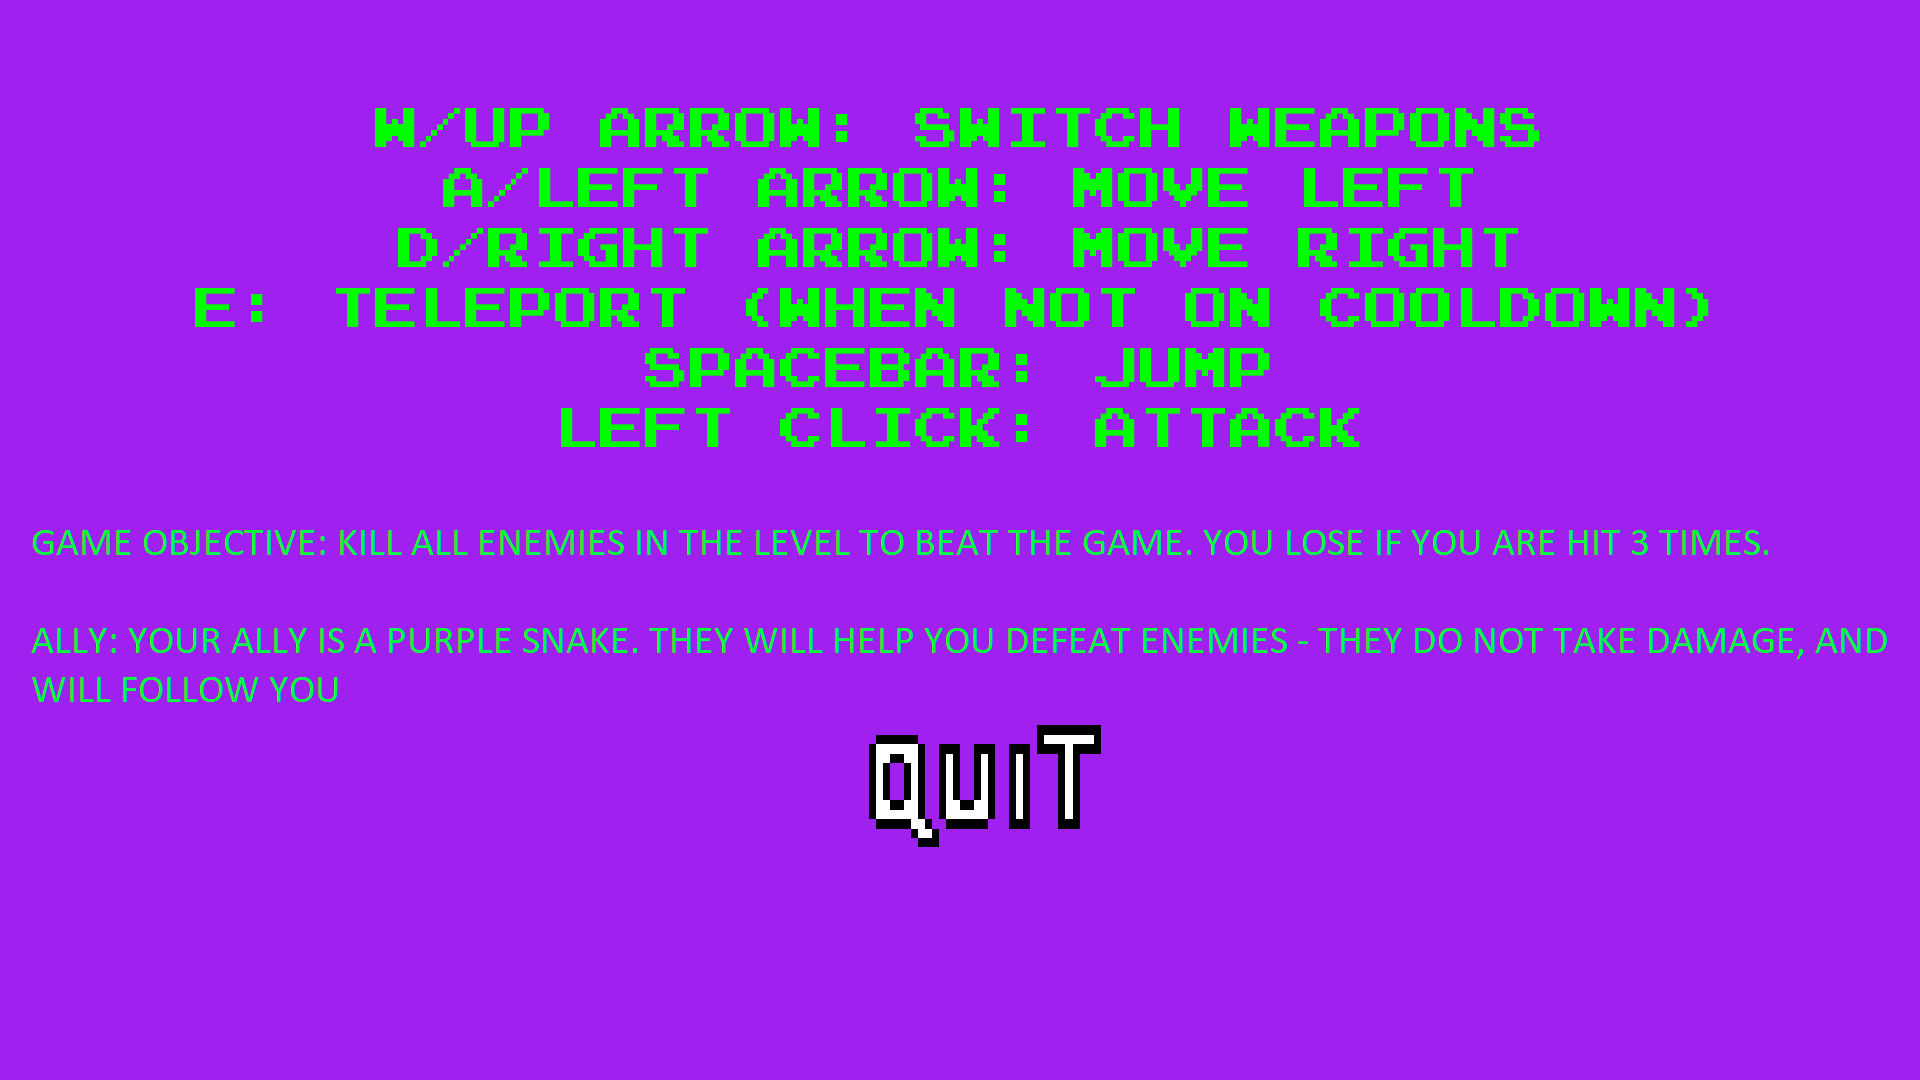 W/UP ARROW: SWITCH WEAPONS
A/LEFT ARROW: MOVE LEFT
D/RIGHT ARROW: MOVE RIGHT
E: TELEPORT (WHEN NOT ON COOLDOWN)
SPACEBAR: JUMP
LEFT CLICK: ATTACK
GAME OBJECTIVE: KILL ALL ENEMIES IN THE LEVEL TO BEAT THE GAME. YOU LOSE IF YOU ARE HIT 3 TIMES.
ALLY: YOUR ALLY IS A PURPLE SNAKE. THEY WILL HELP YOU DEFEAT ENEMIES - THEY DO NOT TAKE DAMAGE, AND
WILL FOLLOW YOU
QUIT